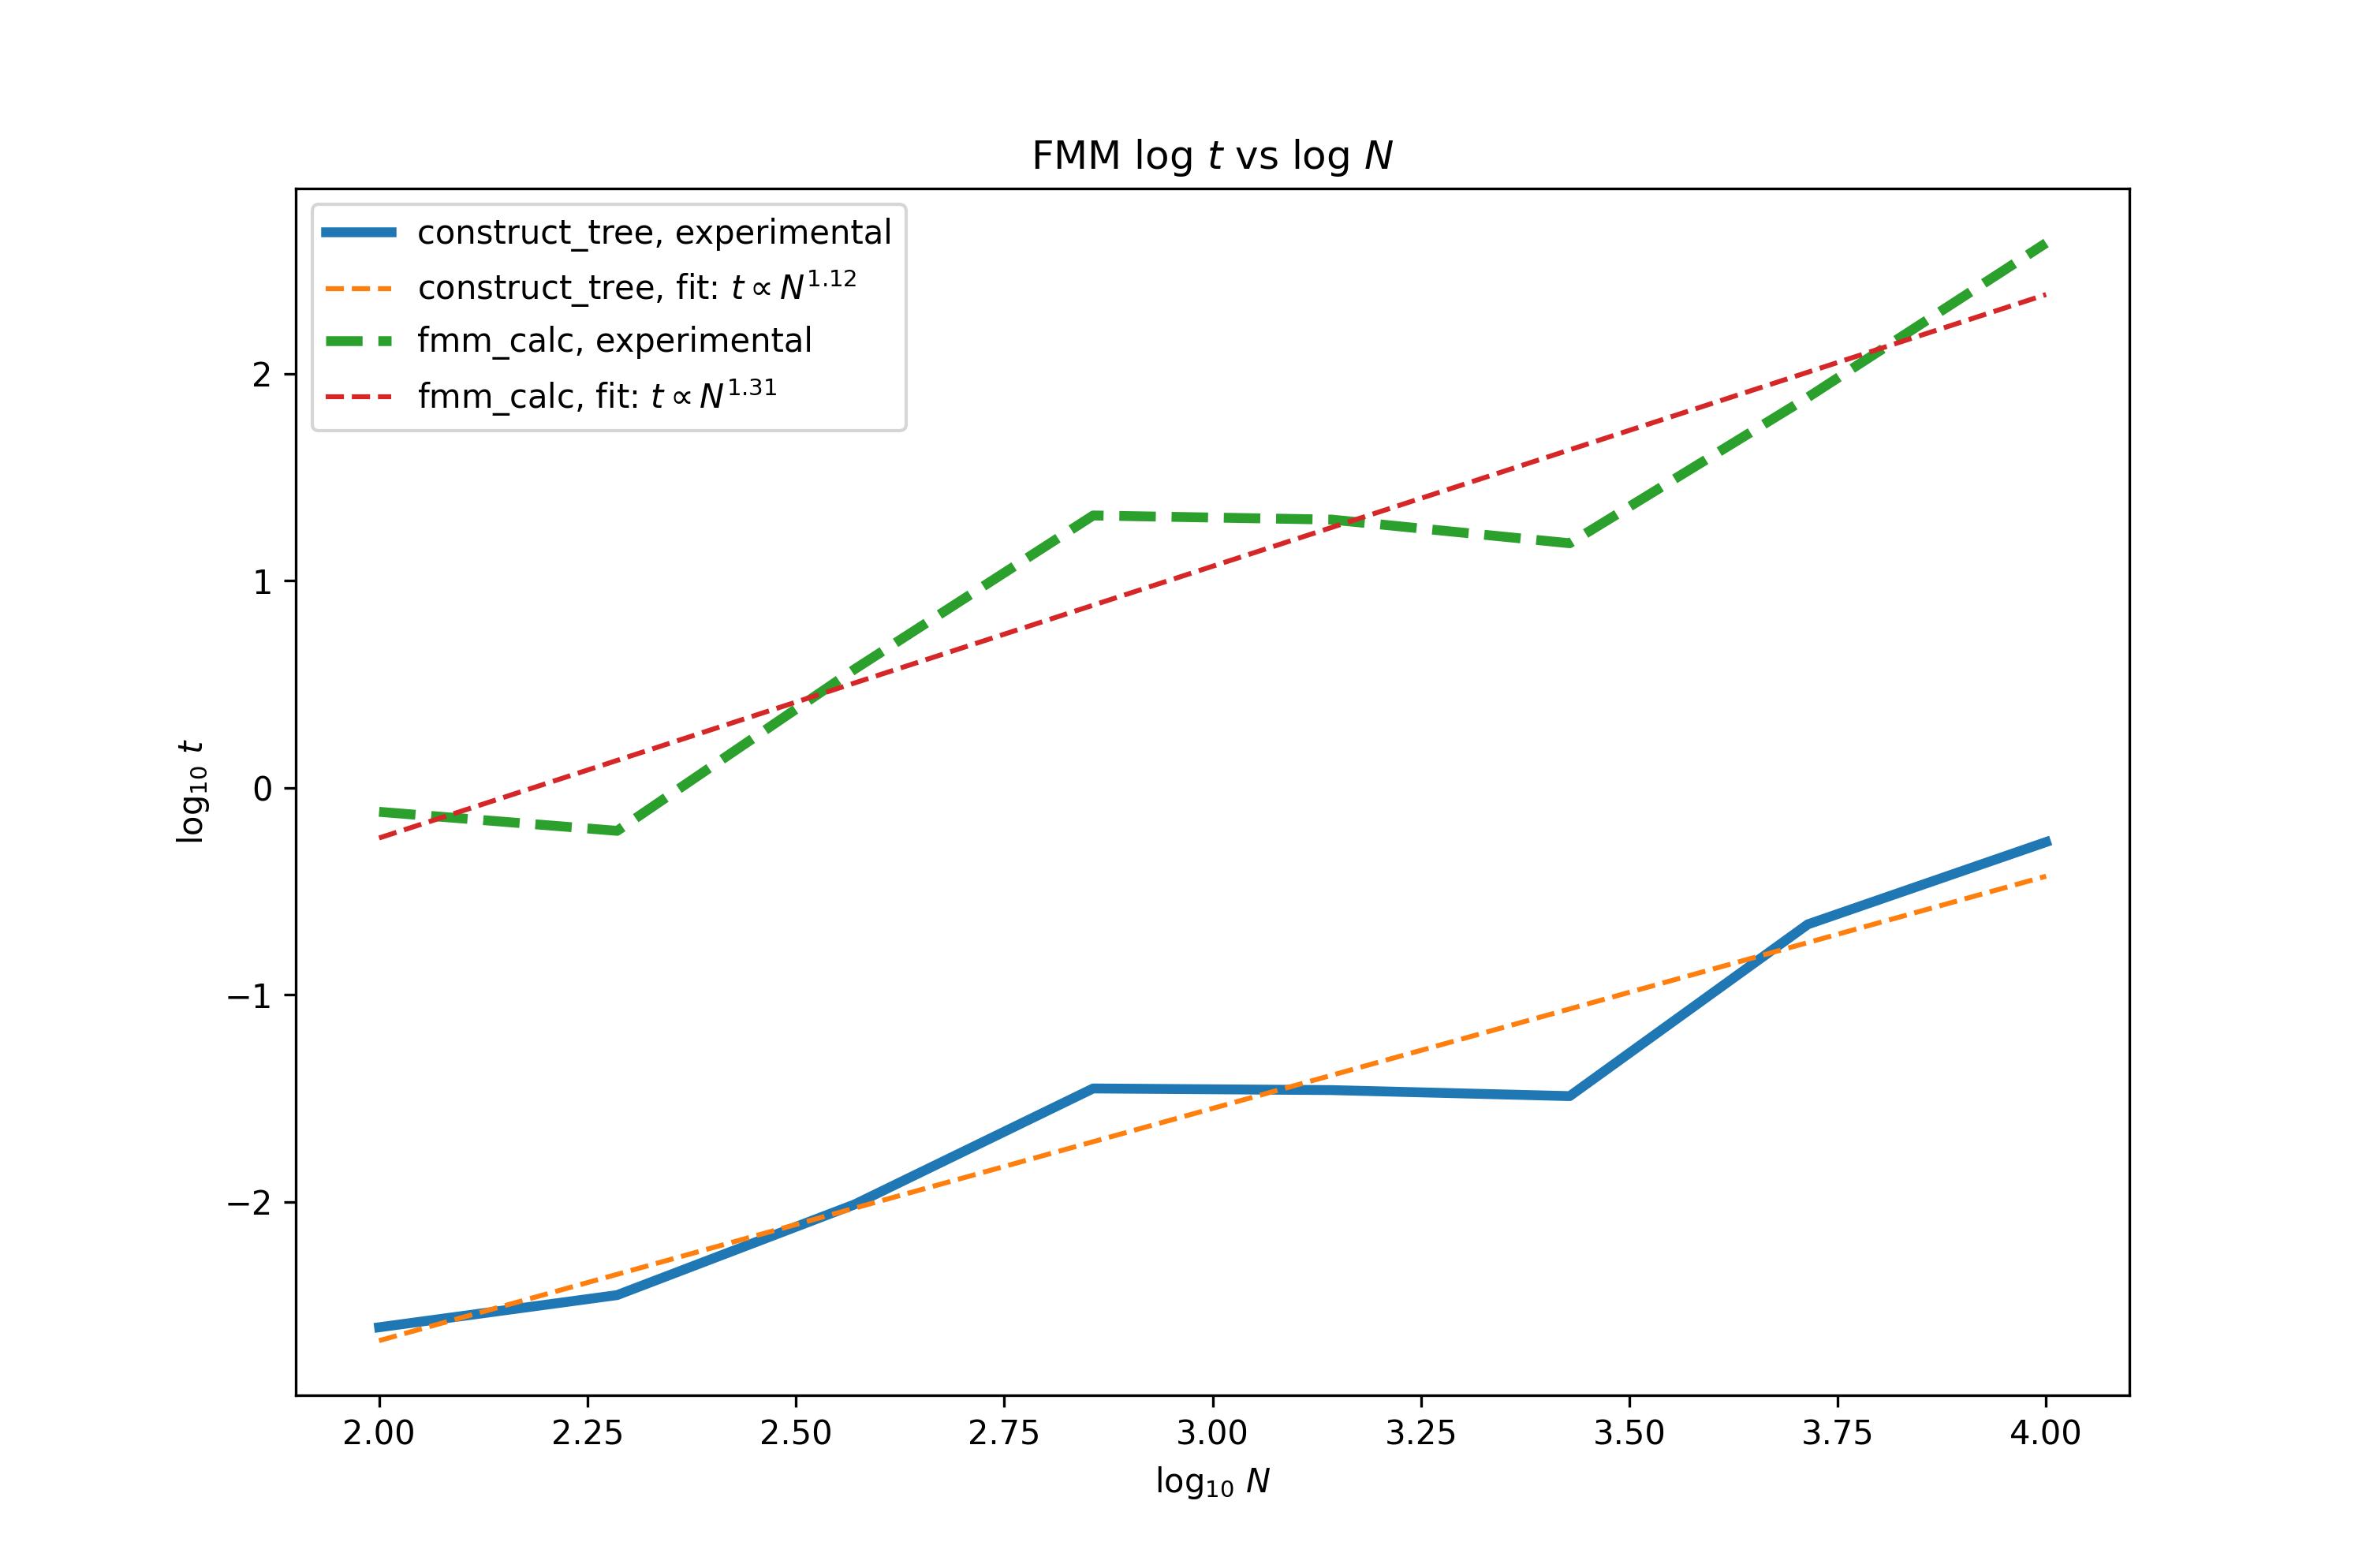 FMM log t vs log N
construct_tree, experimental
construct_tree, fit: t ∝ N^1.12
fmm_calc, experimental
fmm_calc, fit: t ∝ N^1.31
log₁₀ t
2
1
0
−1
−2
2.00 2.25 2.50 2.75 3.00 3.25 3.50 3.75 4.00
log₁₀ N